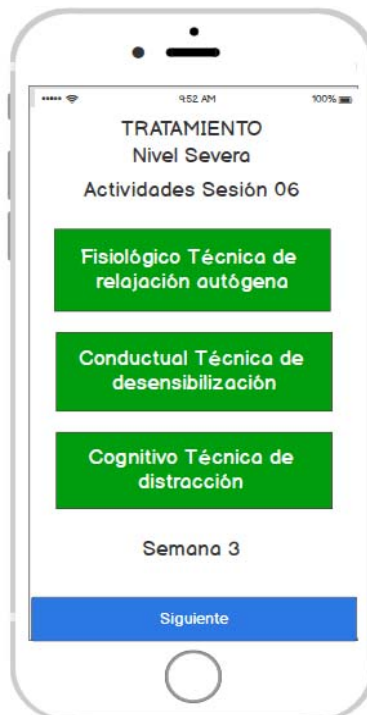 9:52 AM
100%
TRATAMIENTO
Nivel Severa
Actividades Sesión 06
Fisiológico Técnica de
relajación autógena
Conductual Técnica de
desensibilización
Cognitivo Técnica de
distracción
Semana 3
Siguiente